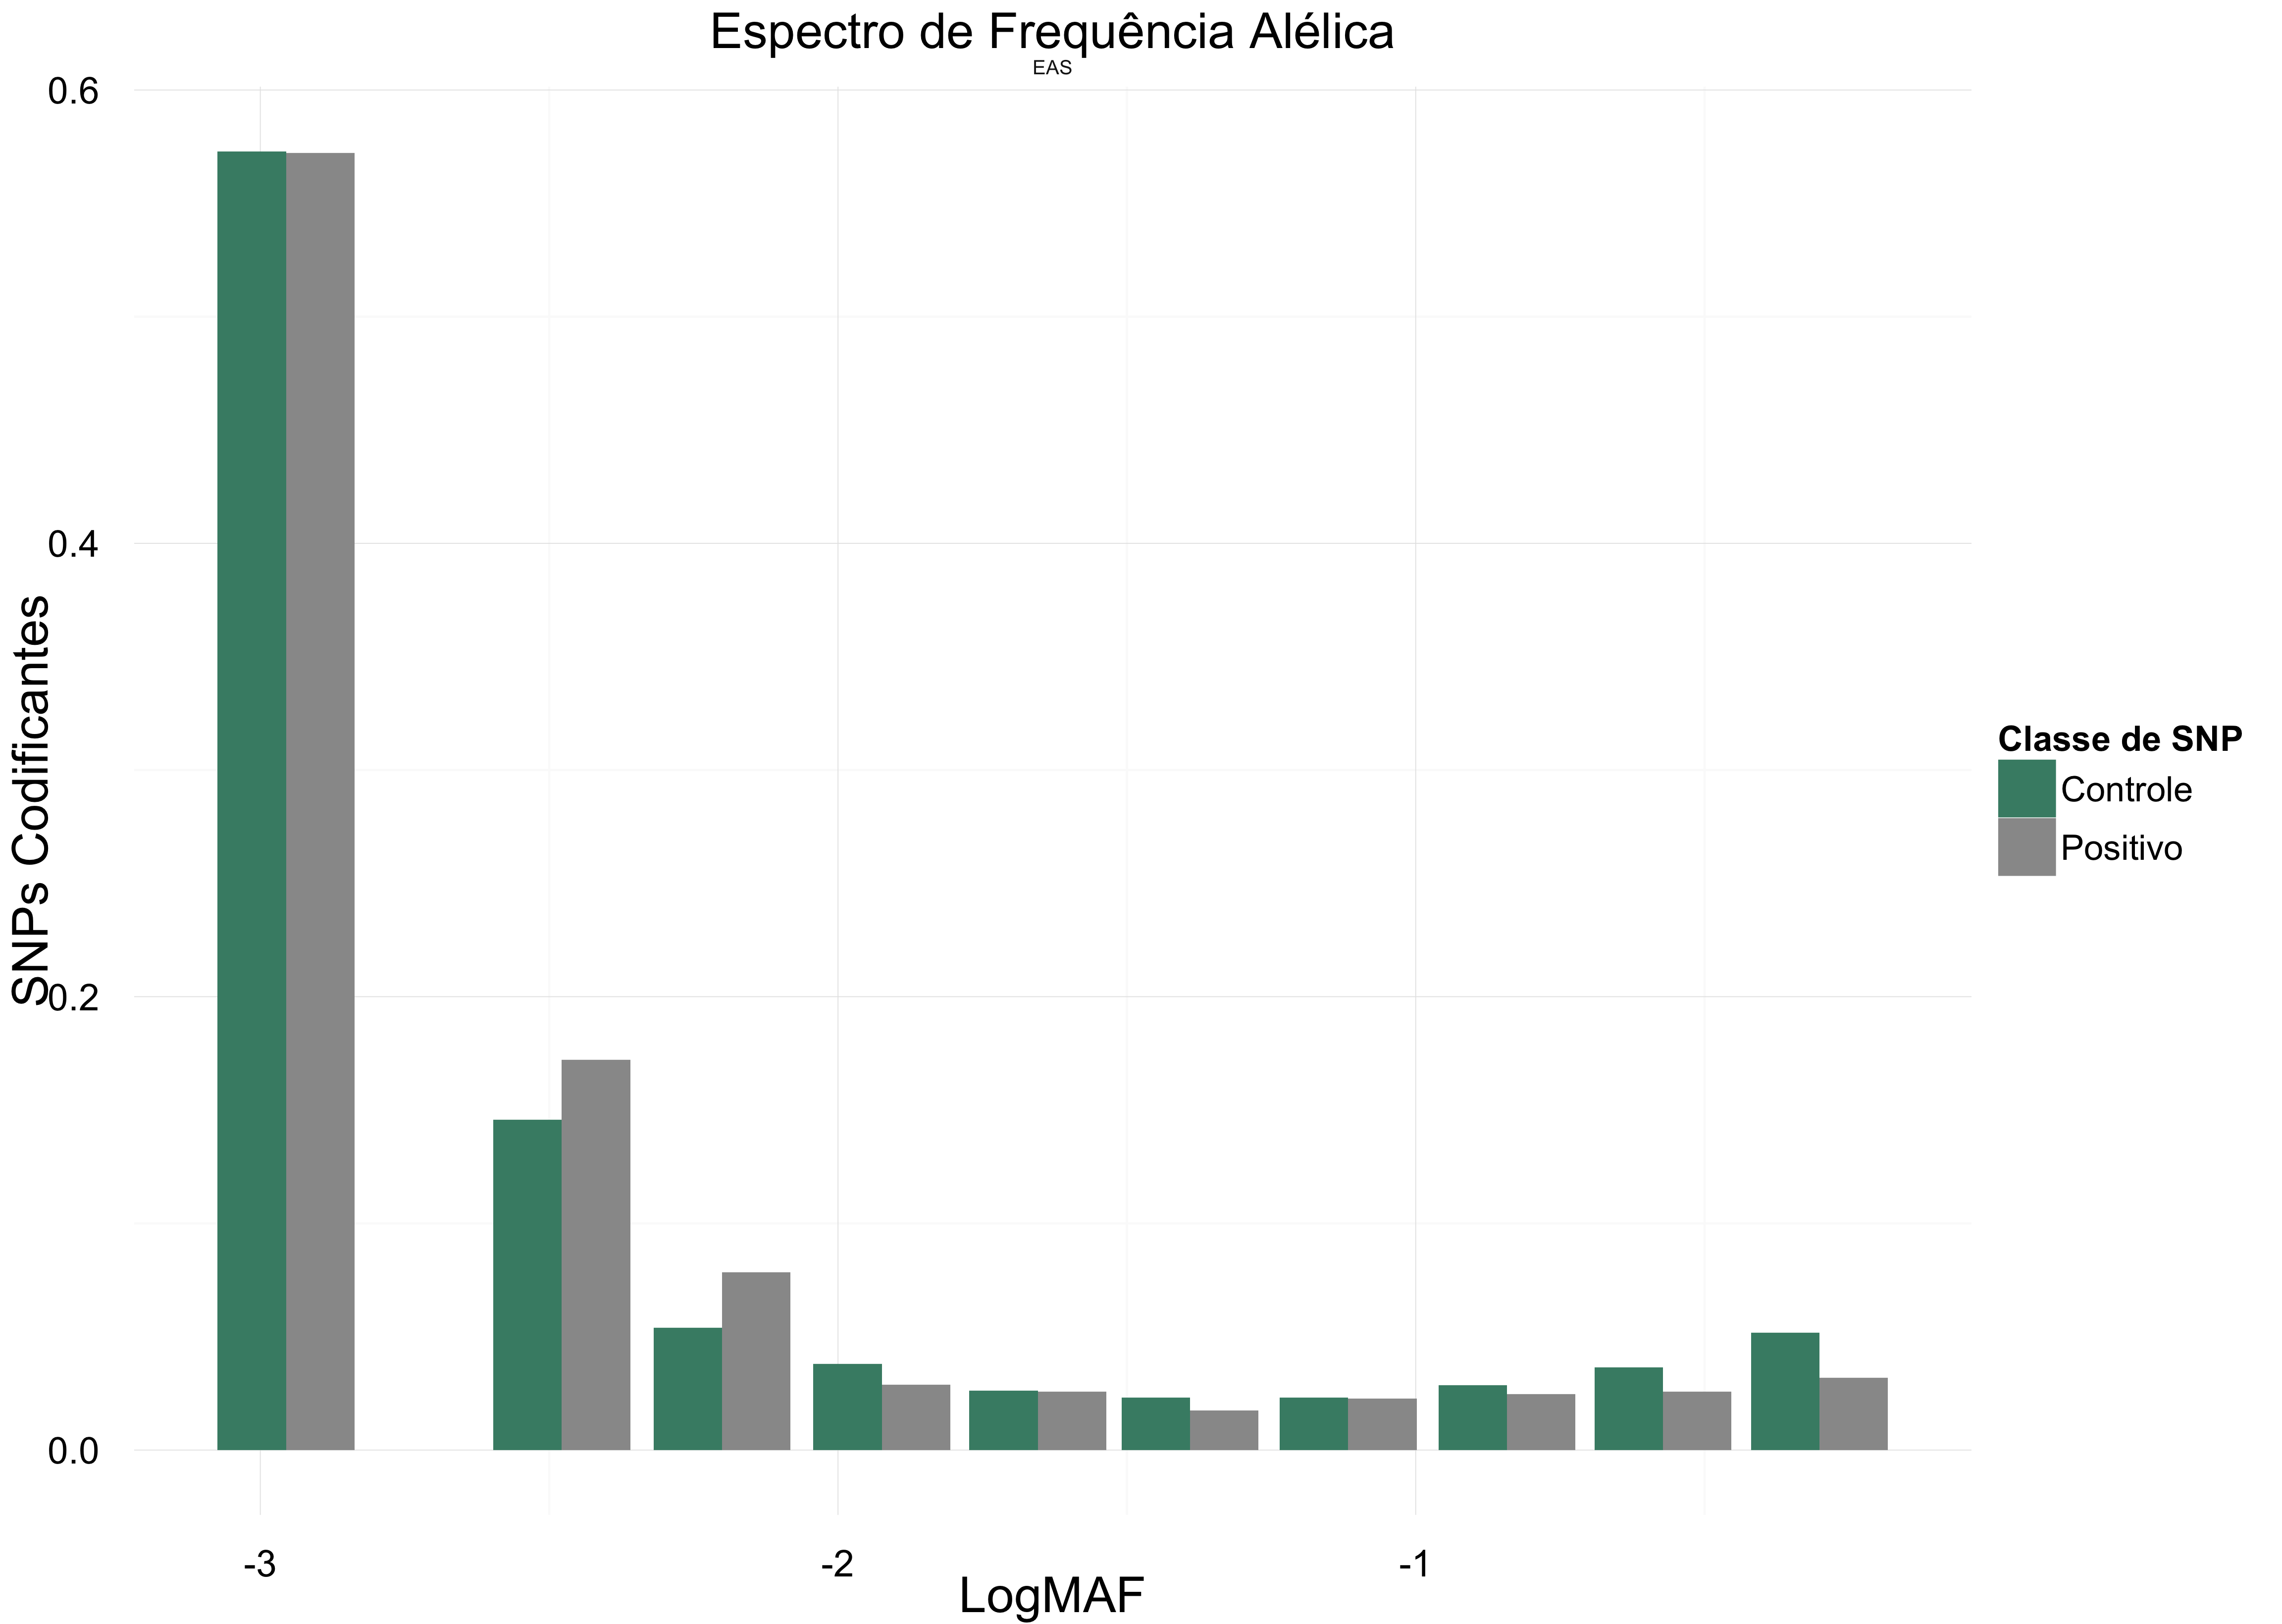 Espectro de Frequência Alélica
EAS
SNPs Codificantes
0.6
0.4
0.2
0.0
-3
-2
-1
LogMAF
Classe de SNP
Controle
Positivo